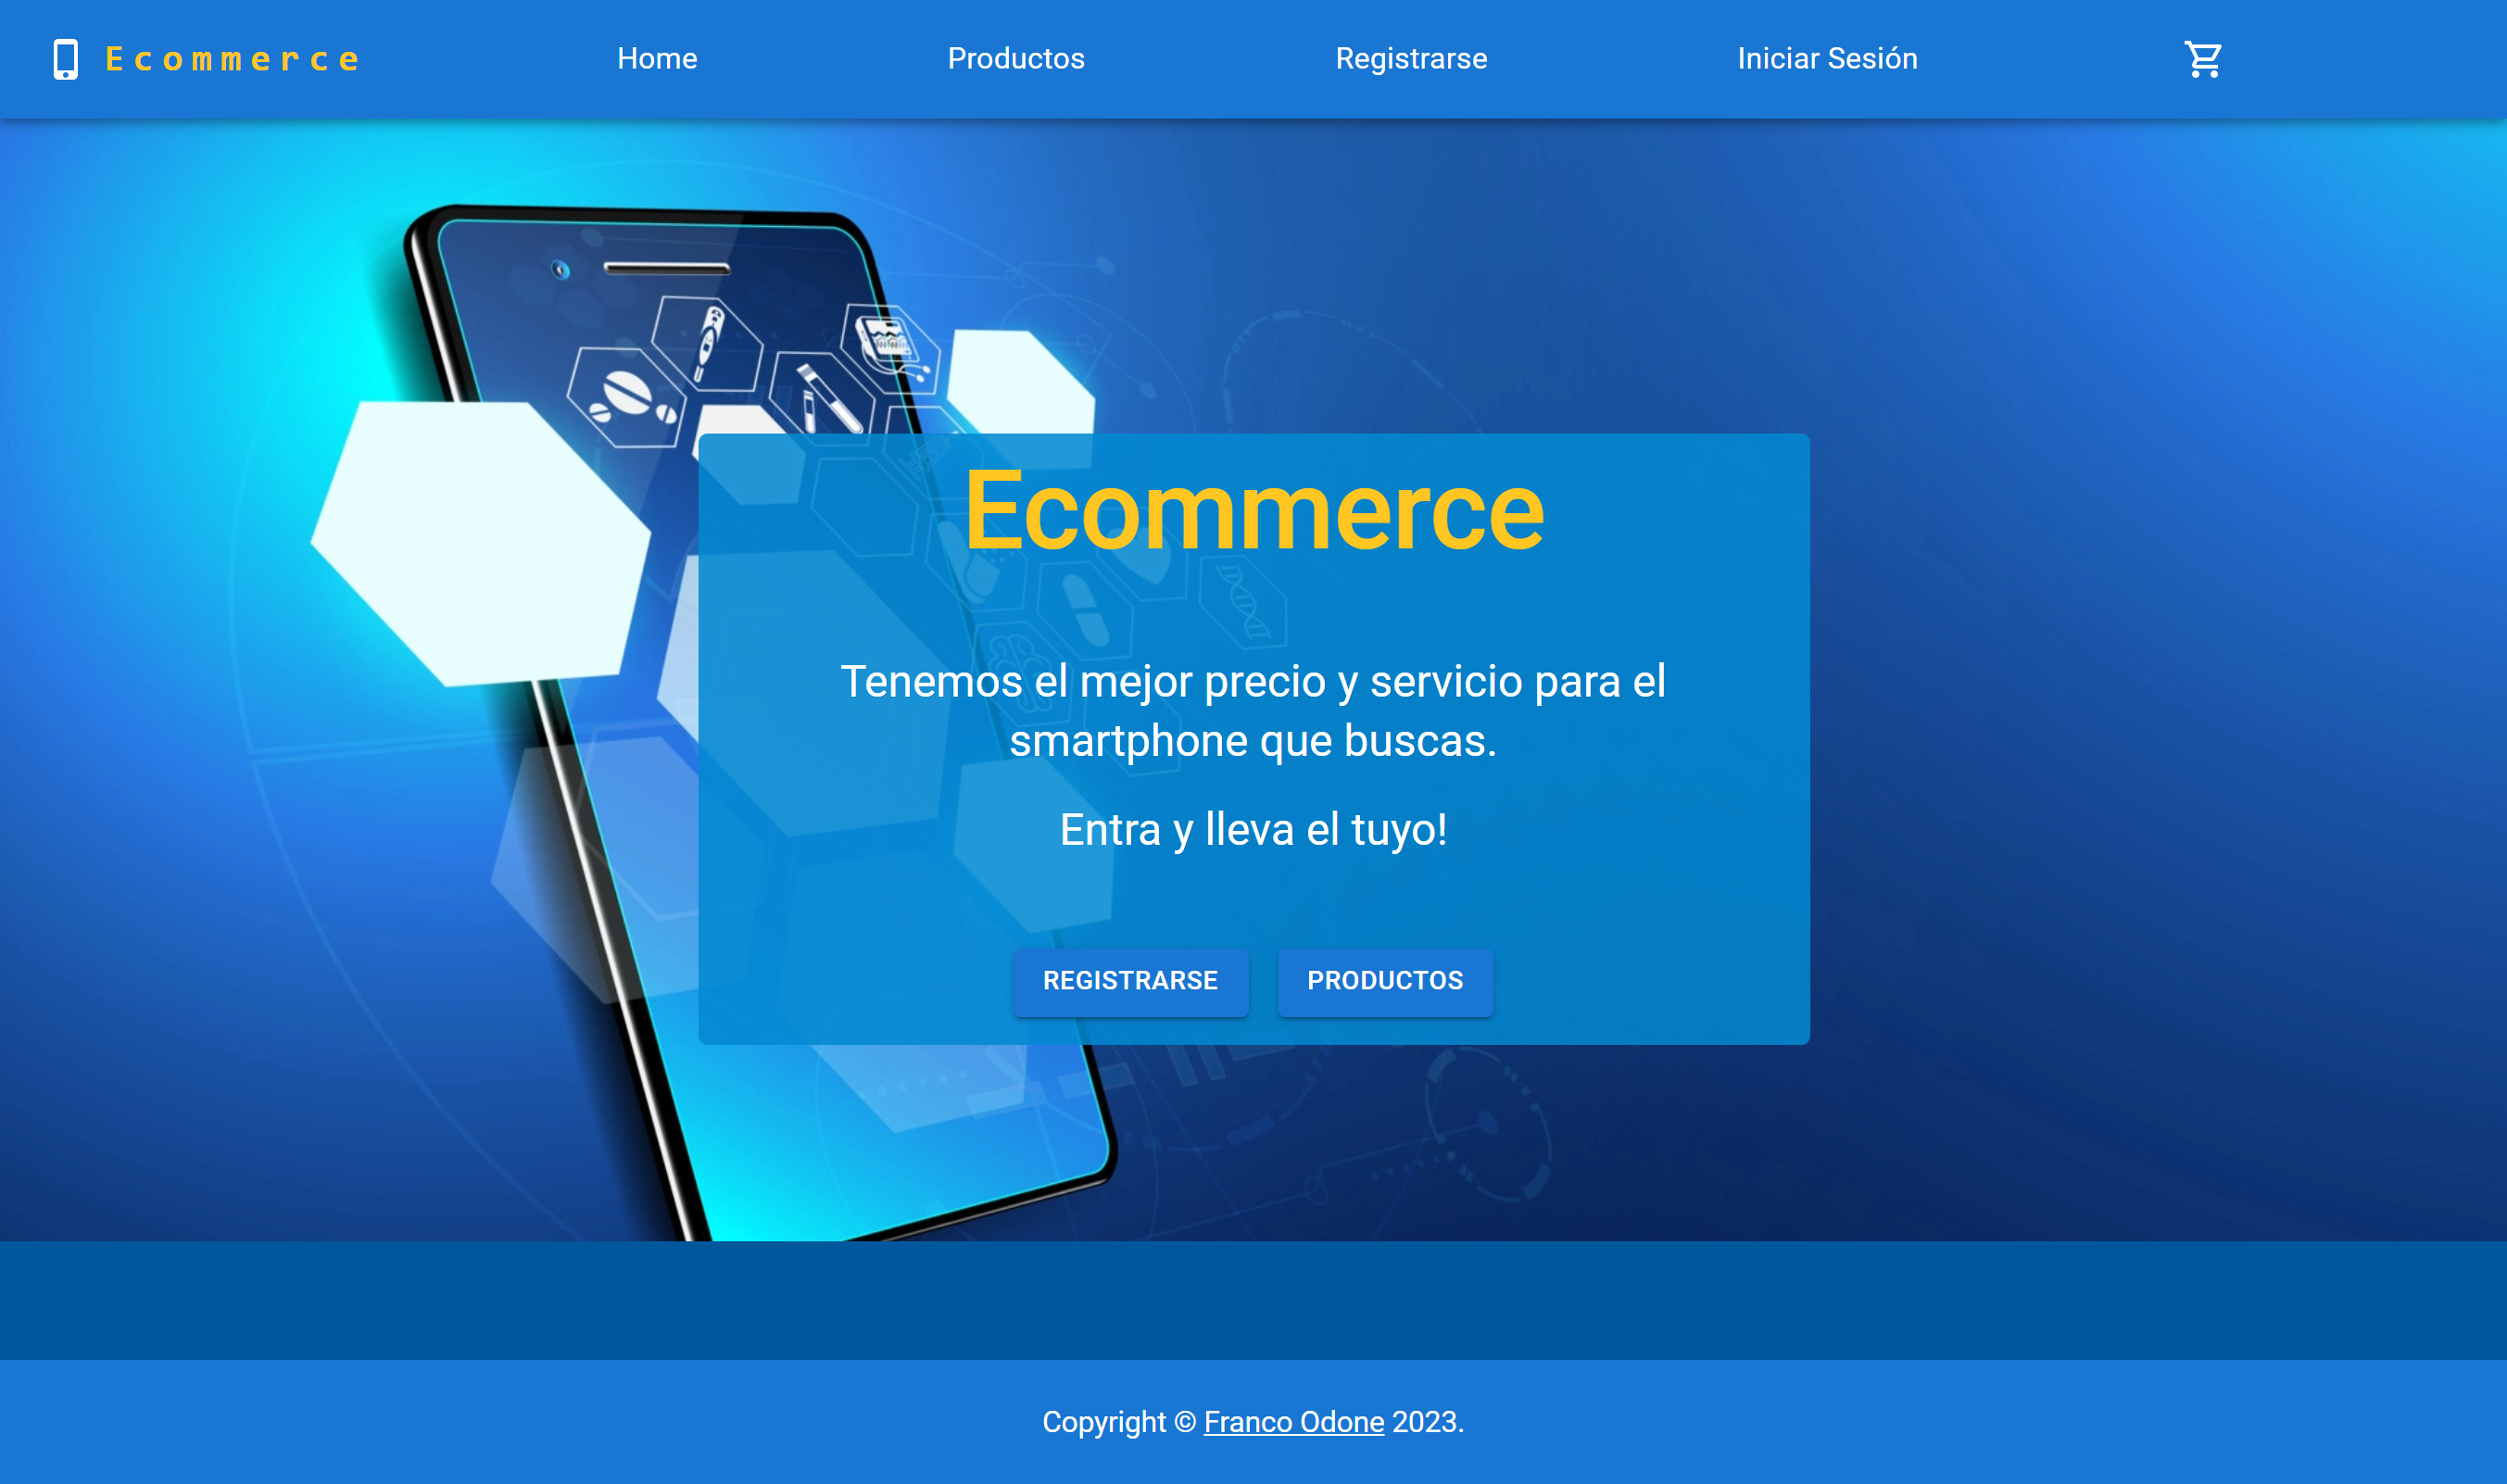 Ecommerce
Home
Productos
Registrarse
Iniciar Sesión
Ecommerce
Tenemos el mejor precio y servicio para el
smartphone que buscas.
Entra y lleva el tuyo!
REGISTRARSE
PRODUCTOS
Copyright © Franco Odone 2023.